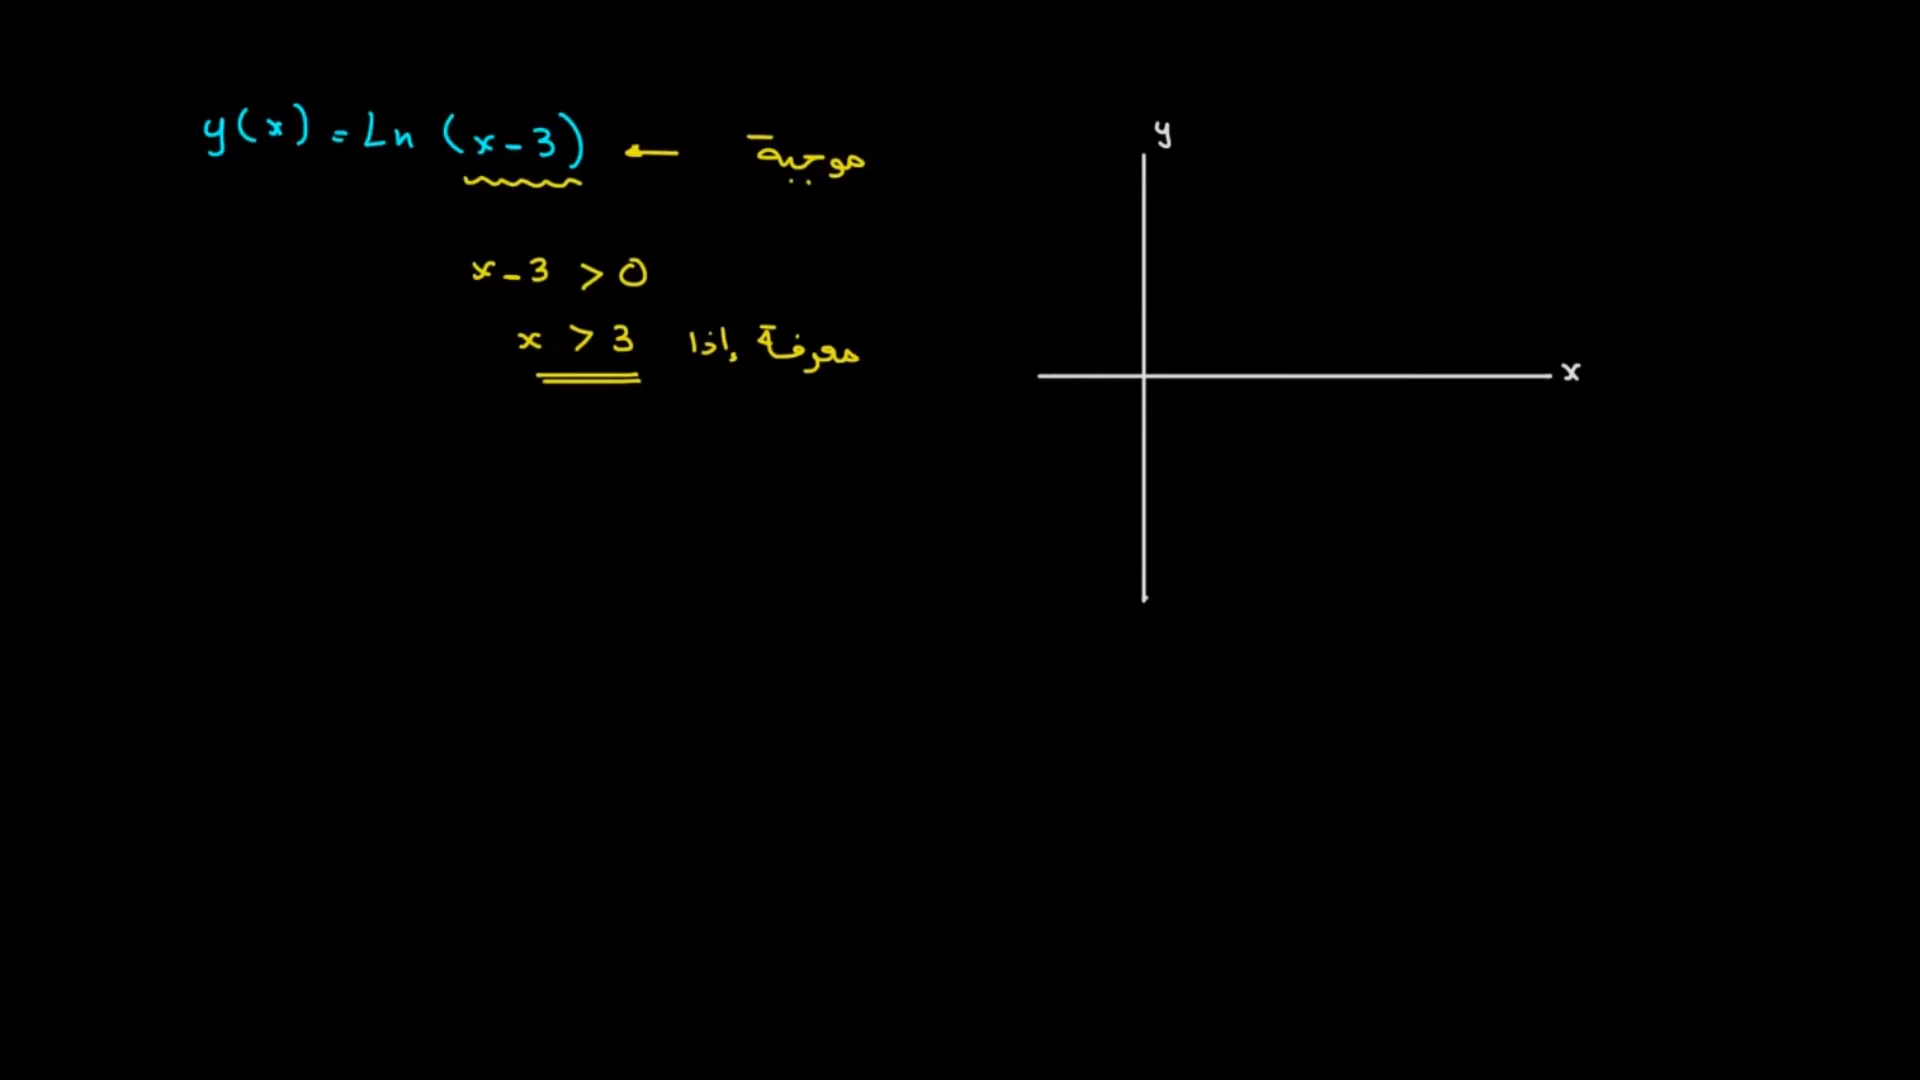 y(x) = Ln (x-3) ← موجبة
x-3 > 0
معرفة إذا x > 3
y
x